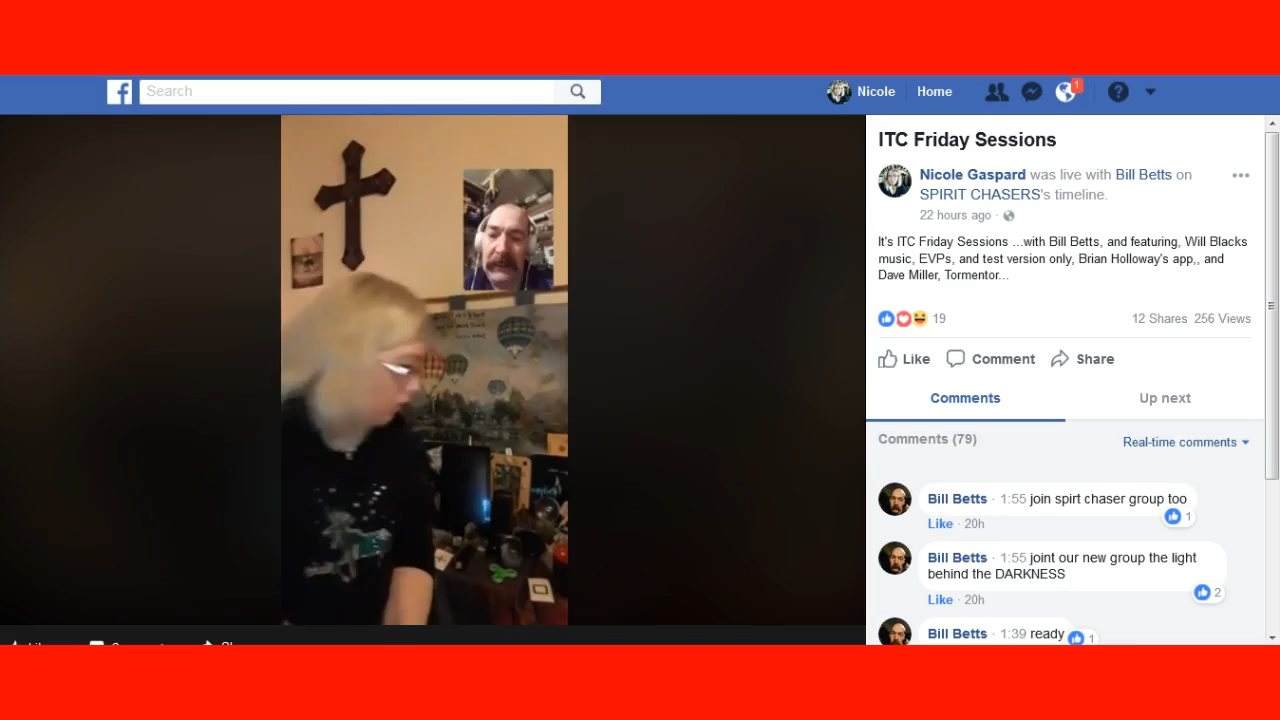 f Search Nicole Home 1
ITC Friday Sessions
Nicole Gaspard was live with Bill Betts on
SPIRIT CHASERS's timeline.
22 hours ago ·
It's ITC Friday Sessions ...with Bill Betts, and featuring, Will Blacks
music, EVPs, and test version only, Brian Holloway's app,, and
Dave Miller, Tormentor...
19 12 Shares 256 Views
Like Comment Share
Comments Up next
Comments (79)
Real-time comments
Bill Betts · 1:55 join spirt chaser group too
1
Like · 20h
Bill Betts · 1:55 joint our new group the light
behind the DARKNESS
2
Like · 20h
Bill Betts · 1:39 ready
1